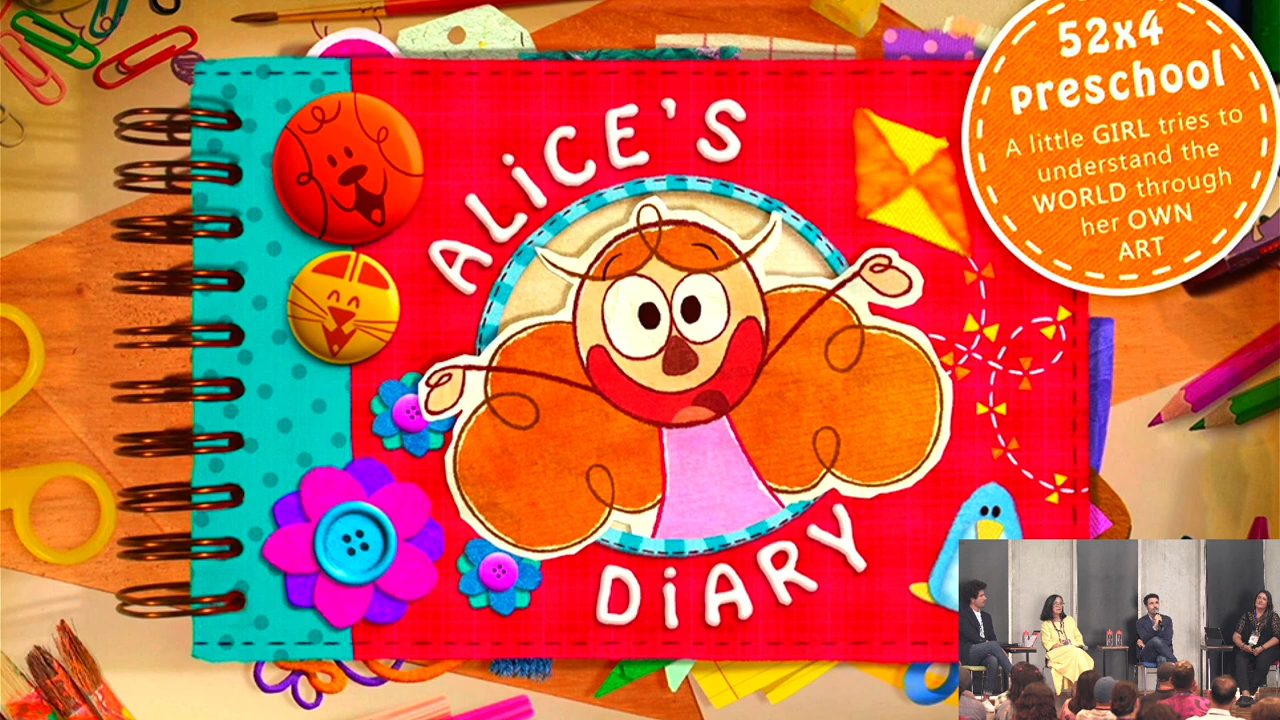 ALiCE'S
DiARY
52x4
preschool
A little GIRL tries to
understand the
WORLD through
her OWN
ART